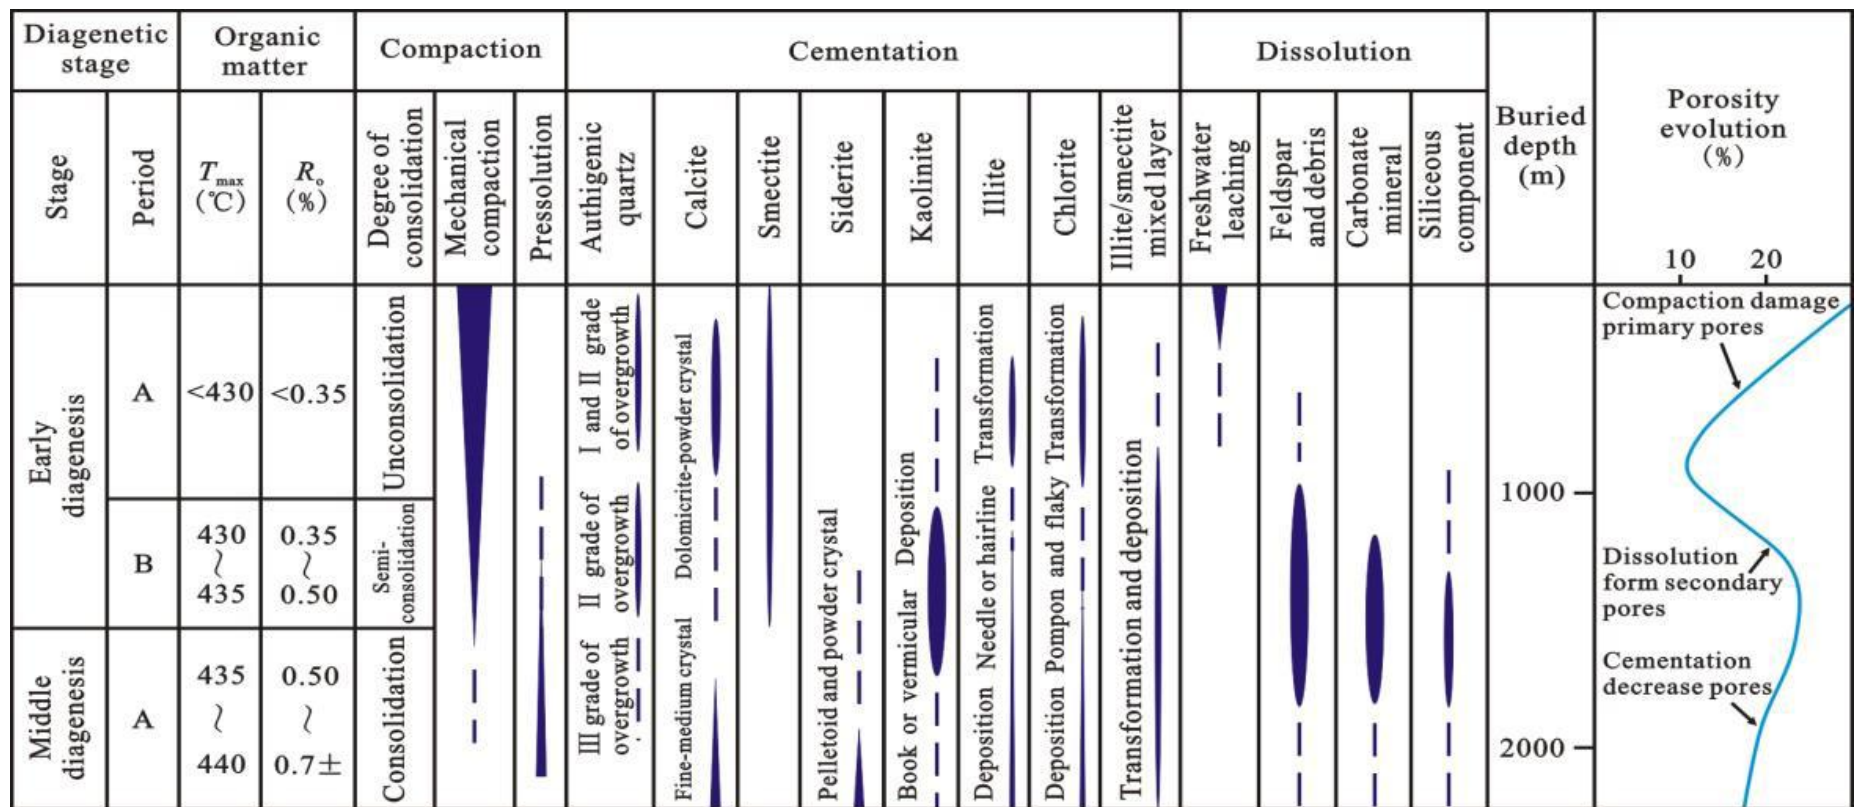 Diagenetic
stage
Organic
matter
Compaction
Cementation
Dissolution
Buried
depth
(m)
Porosity
evolution
(%)
Stage
Period
Tmax
(℃)
Ro
(%)
Degree of
consolidation
Mechanical
compaction
Pressolution
Authigenic
quartz
Calcite
Smectite
Siderite
Kaolinite
Illite
Chlorite
Illite/smectite
mixed layer
Freshwater
leaching
Feldspar
and debris
Carbonate
mineral
Siliceous
component
10 20
Early
diagenesis
A
<430
<0.35
Unconsolidation
B
430
~
435
0.35
~
0.50
Semi-
consolidation
Middle
diagenesis
A
435
~
440
0.50
~
0.7±
Consolidation
I and II grade
of overgrowth
II grade of
overgrowth
III grade of
overgrowth
Dolomicrite-powder crystal
Fine-medium crystal
Pelletoid and powder crystal
Book or vermicular Deposition
Deposition Needle or hairline Transformation
Deposition Pompon and flaky Transformation
Transformation and deposition
1000
2000
Compaction damage
primary pores
Dissolution
form secondary
pores
Cementation
decrease pores